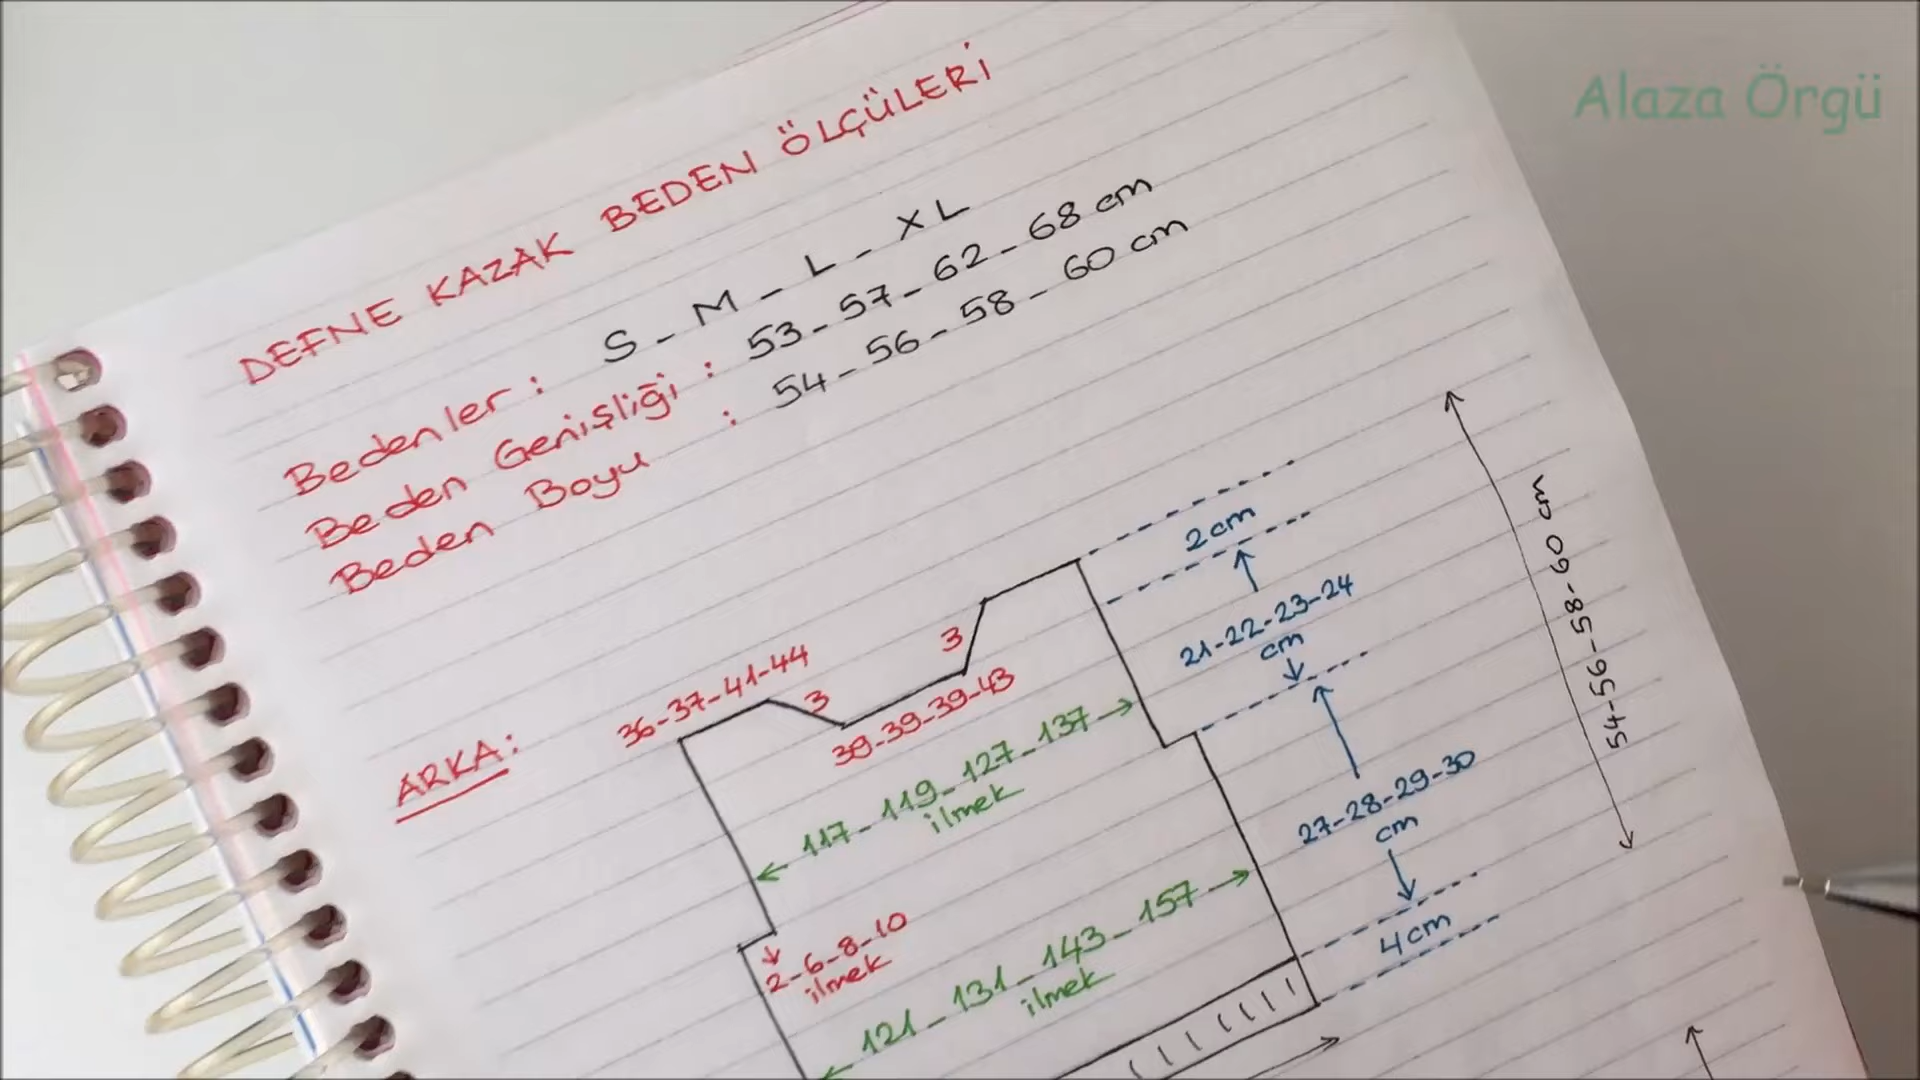 Alaza Örgü
DEFNE KAZAK BEDEN ÖLÇÜLERİ
Bedenler : S - M - L - XL
Beden Genişliği : 53-57-62-68 cm
Beden Boyu : 54-56-58-60 cm
ARKA:
36-37-41-44
3
3
39-39-39-43
117-119-127-137
ilmek
2-6-8-10
ilmek
121-131-143-157
ilmek
2cm
21-22-23-24
cm
27-28-29-30
cm
4cm
54-56-58-60 cm